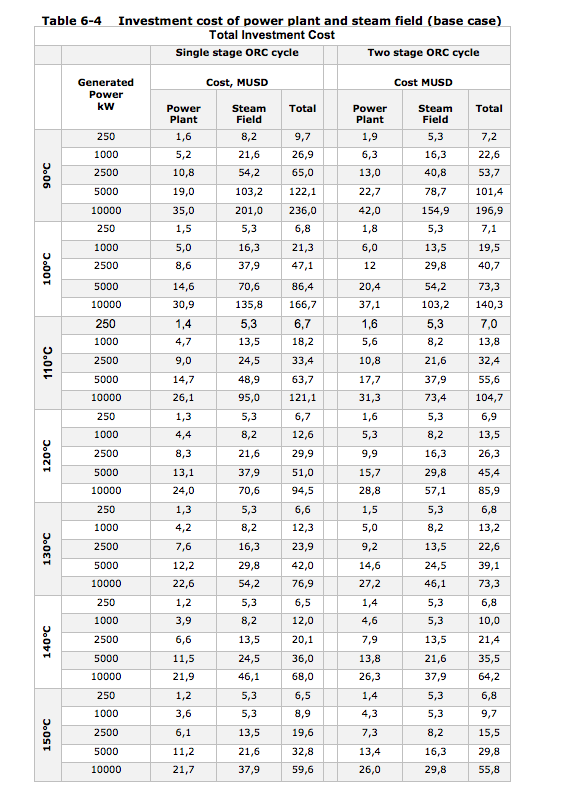 Table 6-4 Investment cost of power plant and steam field (base case)
Total Investment Cost
Single stage ORC cycle Two stage ORC cycle
Generated Power kW Cost, MUSD Cost MUSD
Power Plant Steam Field Total Power Plant Steam Field Total
90°C
250 1,6 8,2 9,7 1,9 5,3 7,2
1000 5,2 21,6 26,9 6,3 16,3 22,6
2500 10,8 54,2 65,0 13,0 40,8 53,7
5000 19,0 103,2 122,1 22,7 78,7 101,4
10000 35,0 201,0 236,0 42,0 154,9 196,9
100°C
250 1,5 5,3 6,8 1,8 5,3 7,1
1000 5,0 16,3 21,3 6,0 13,5 19,5
2500 8,6 37,9 47,1 12 29,8 40,7
5000 14,6 70,6 86,4 20,4 54,2 73,3
10000 30,9 135,8 166,7 37,1 103,2 140,3
110°C
250 1,4 5,3 6,7 1,6 5,3 7,0
1000 4,7 13,5 18,2 5,6 8,2 13,8
2500 9,0 24,5 33,4 10,8 21,6 32,4
5000 14,7 48,9 63,7 17,7 37,9 55,6
10000 26,1 95,0 121,1 31,3 73,4 104,7
120°C
250 1,3 5,3 6,7 1,6 5,3 6,9
1000 4,4 8,2 12,6 5,3 8,2 13,5
2500 8,3 21,6 29,9 9,9 16,3 26,3
5000 13,1 37,9 51,0 15,7 29,8 45,4
10000 24,0 70,6 94,5 28,8 57,1 85,9
130°C
250 1,3 5,3 6,6 1,5 5,3 6,8
1000 4,2 8,2 12,3 5,0 8,2 13,2
2500 7,6 16,3 23,9 9,2 13,5 22,6
5000 12,2 29,8 42,0 14,6 24,5 39,1
10000 22,6 54,2 76,9 27,2 46,1 73,3
140°C
250 1,2 5,3 6,5 1,4 5,3 6,8
1000 3,9 8,2 12,0 4,6 5,3 10,0
2500 6,6 13,5 20,1 7,9 13,5 21,4
5000 11,5 24,5 36,0 13,8 21,6 35,5
10000 21,9 46,1 68,0 26,3 37,9 64,2
150°C
250 1,2 5,3 6,5 1,4 5,3 6,8
1000 3,6 5,3 8,9 4,3 5,3 9,7
2500 6,1 13,5 19,6 7,3 8,2 15,5
5000 11,2 21,6 32,8 13,4 16,3 29,8
10000 21,7 37,9 59,6 26,0 29,8 55,8